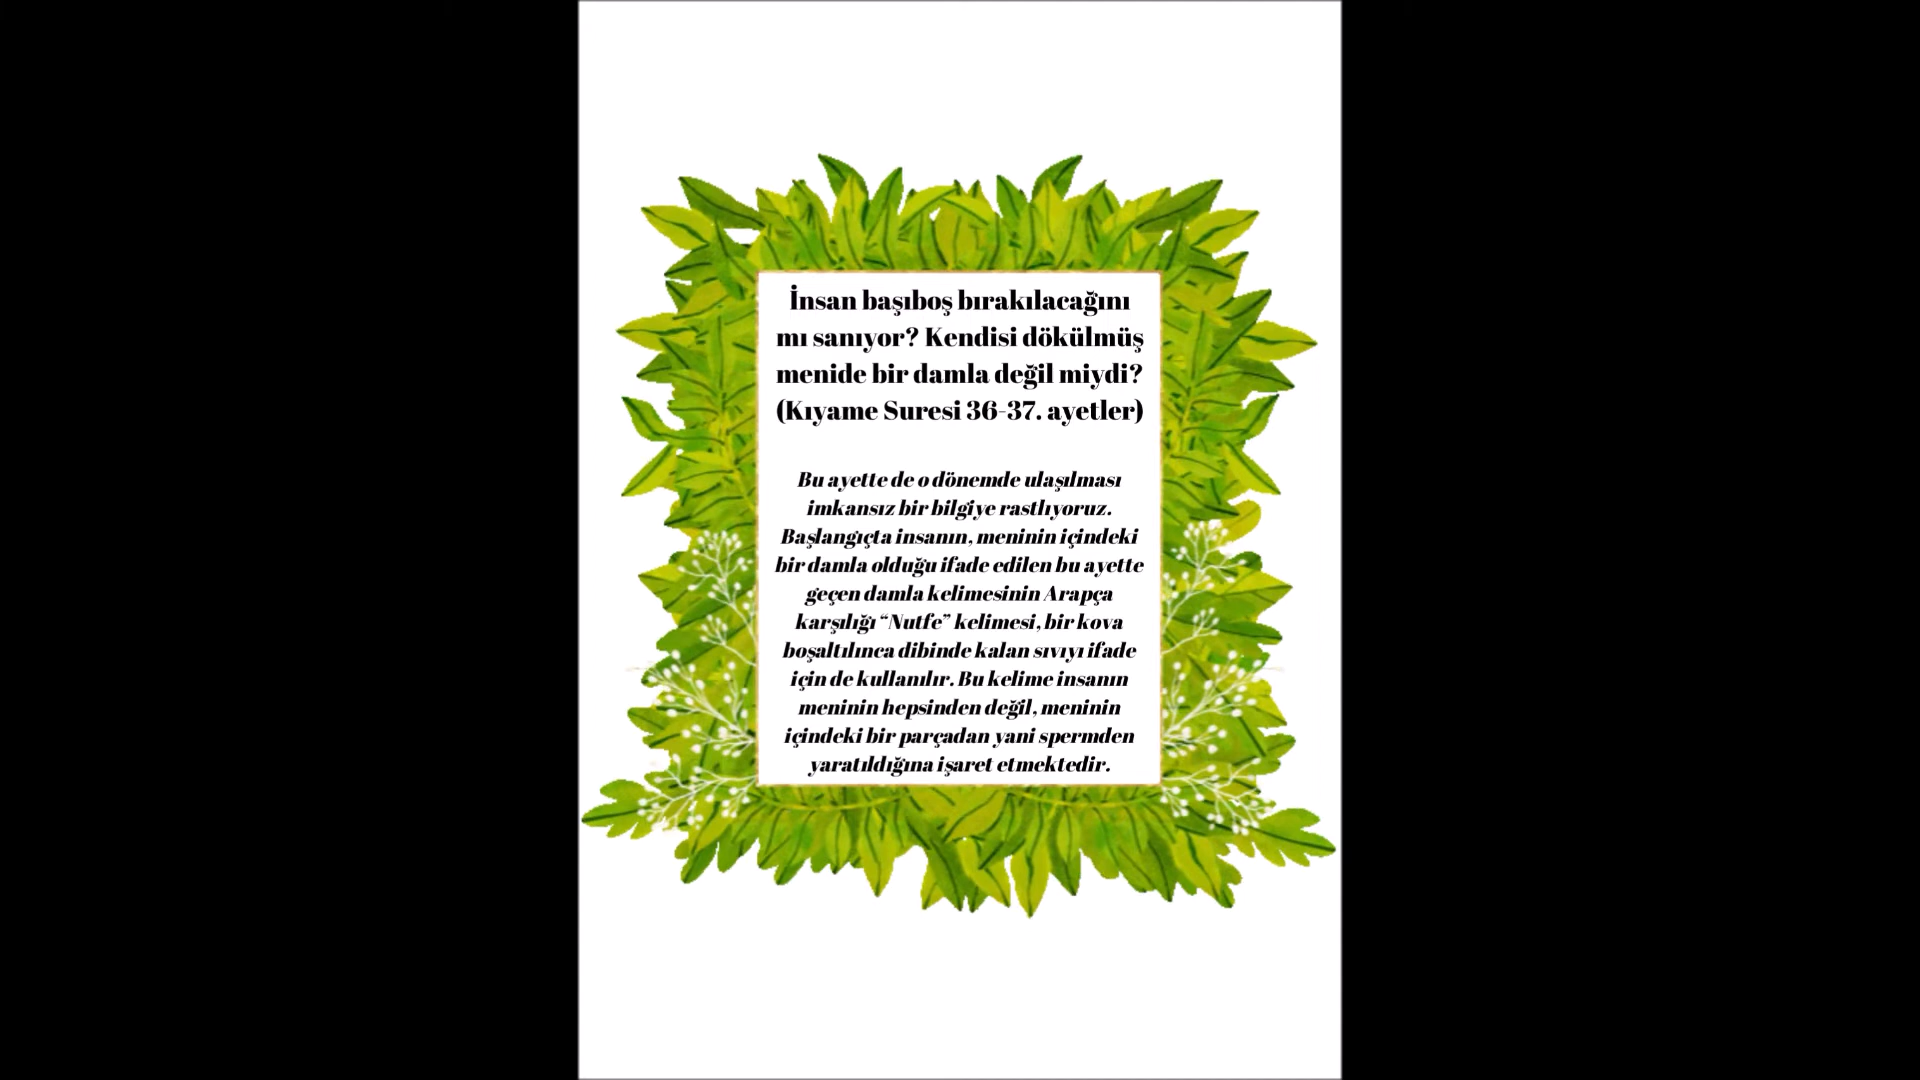 İnsan başıboş bırakılacağını
mı sanıyor? Kendisi dökülmüş
menide bir damla değil miydi?
(Kıyame Suresi 36-37. ayetler)
Bu ayette de o dönemde ulaşılması
imkansız bir bilgiye rastlıyoruz.
Başlangıçta insanın, meninin içindeki
bir damla olduğu ifade edilen bu ayette
geçen damla kelimesinin Arapça
karşılığı “Nutfe” kelimesi, bir kova
boşaltılınca dibinde kalan sıvıyı ifade
için de kullanılır. Bu kelime insanın
meninin hepsinden değil, meninin
içindeki bir parçadan yani spermden
yaratıldığına işaret etmektedir.